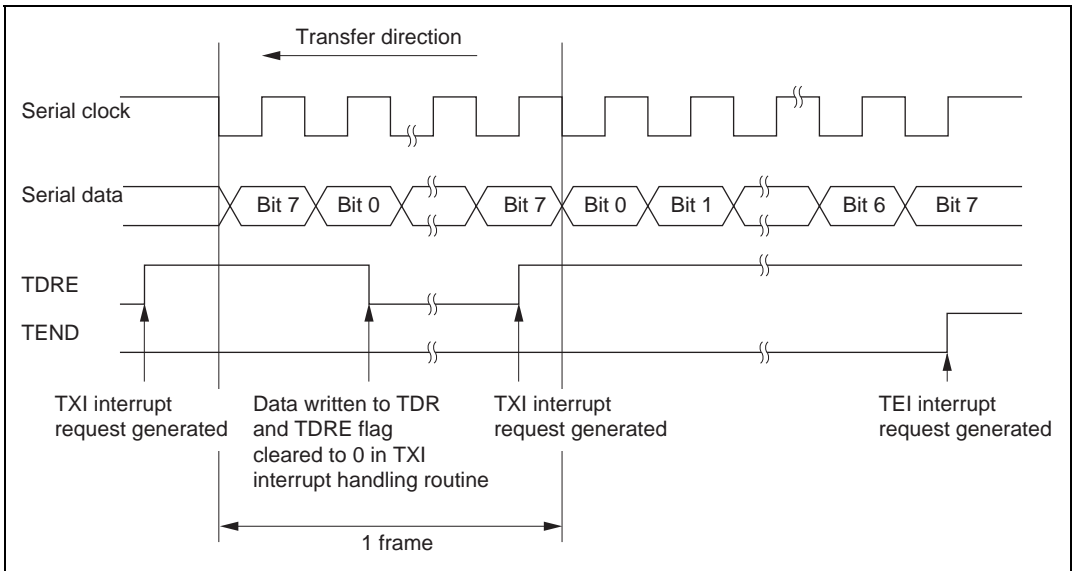 Transfer direction
Serial clock
Serial data
Bit 7 Bit 0 Bit 7 Bit 0 Bit 1 Bit 6 Bit 7
TDRE
TEND
TXI interrupt
request generated
Data written to TDR
and TDRE flag
cleared to 0 in TXI
interrupt handling routine
TXI interrupt
request generated
TEI interrupt
request generated
1 frame